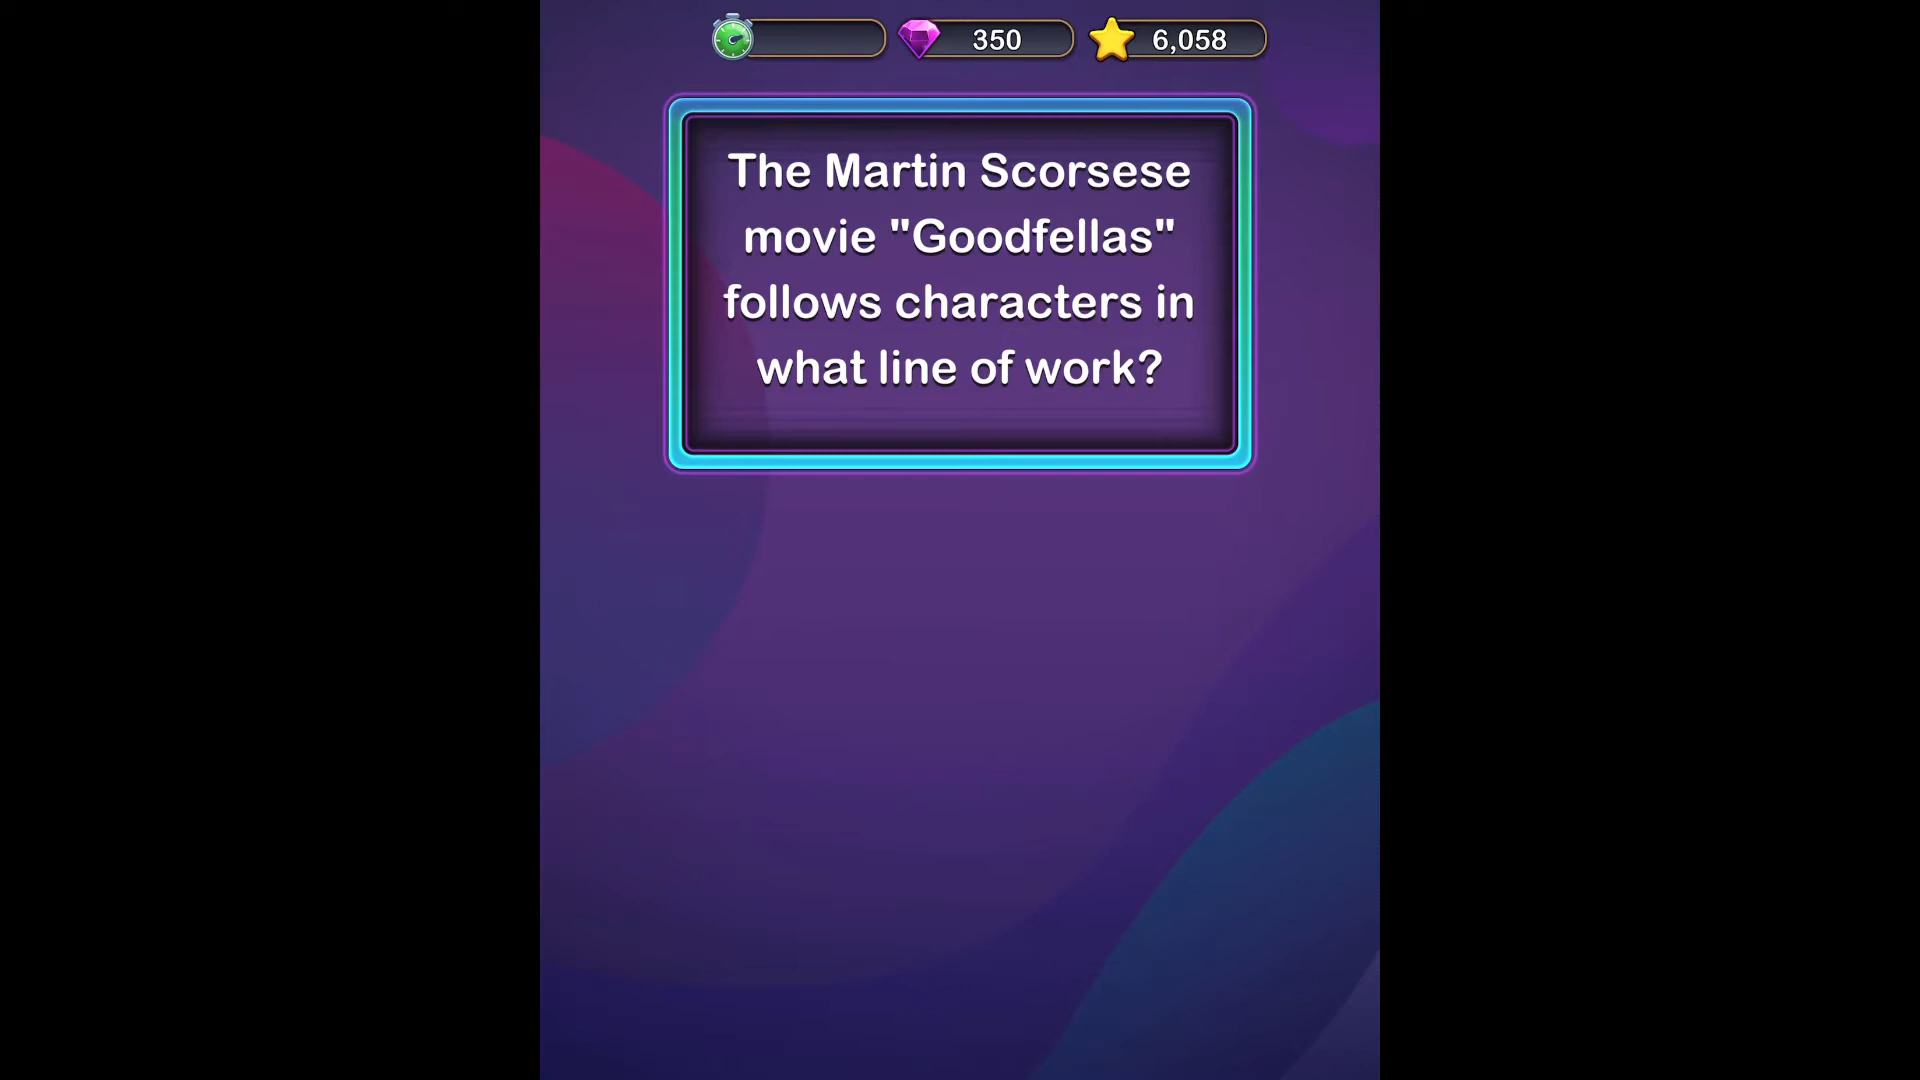 350 6,058
The Martin Scorsese
movie "Goodfellas"
follows characters in
what line of work?